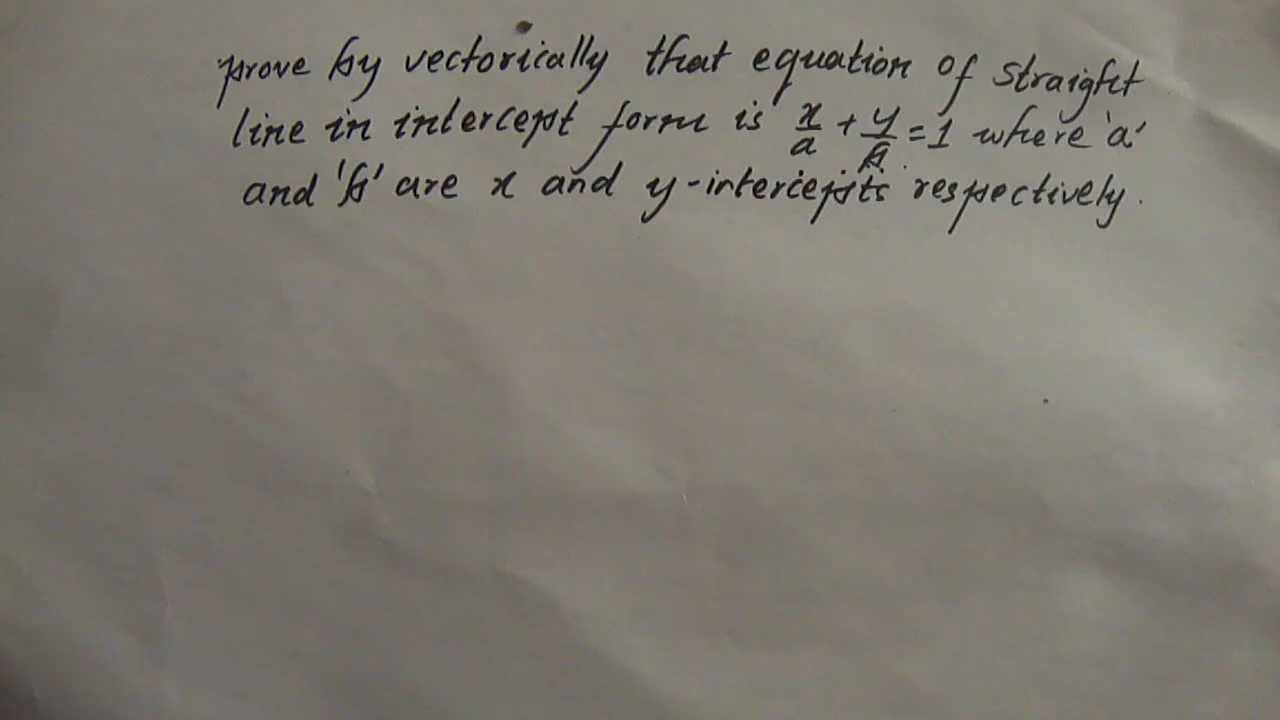 prove by vectorically that equation of straight
line in intercept form is x/a + y/b = 1 where 'a'
and 'b' are x and y-intercepts respectively.